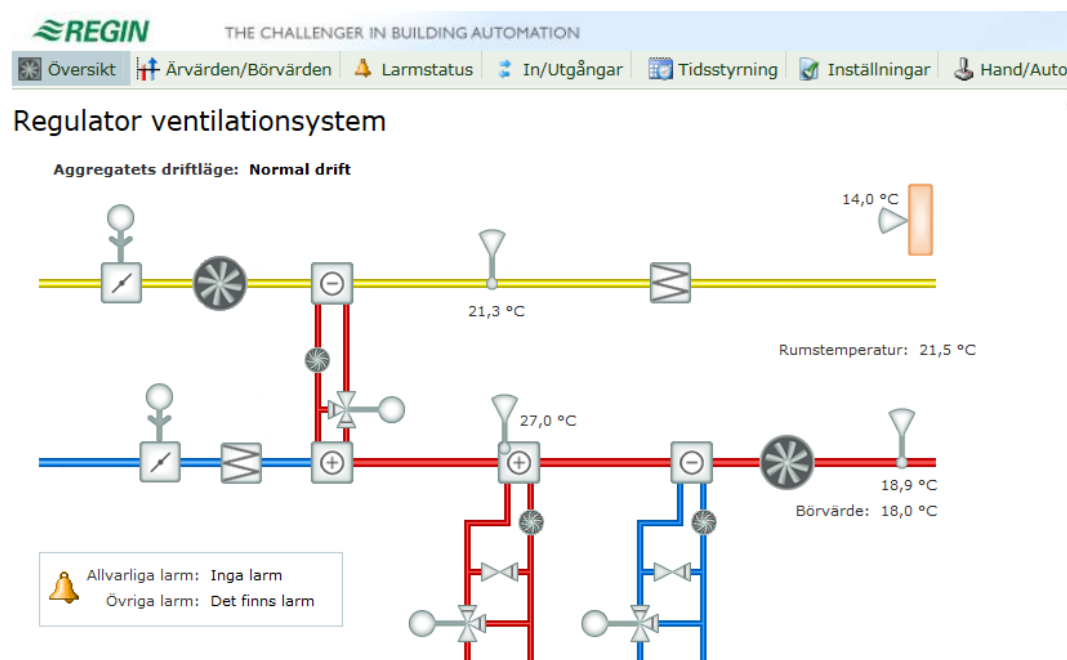 REGIN THE CHALLENGER IN BUILDING AUTOMATION
Översikt Ärvärden/Börvärden Larmstatus In/Utgångar Tidsstyrning Inställningar Hand/Auto
Regulator ventilationsystem
Aggregatets driftläge: Normal drift
14,0 °C
21,3 °C
Rumstemperatur: 21,5 °C
27,0 °C
18,9 °C
Börvärde: 18,0 °C
Allvarliga larm: Inga larm
Övriga larm: Det finns larm